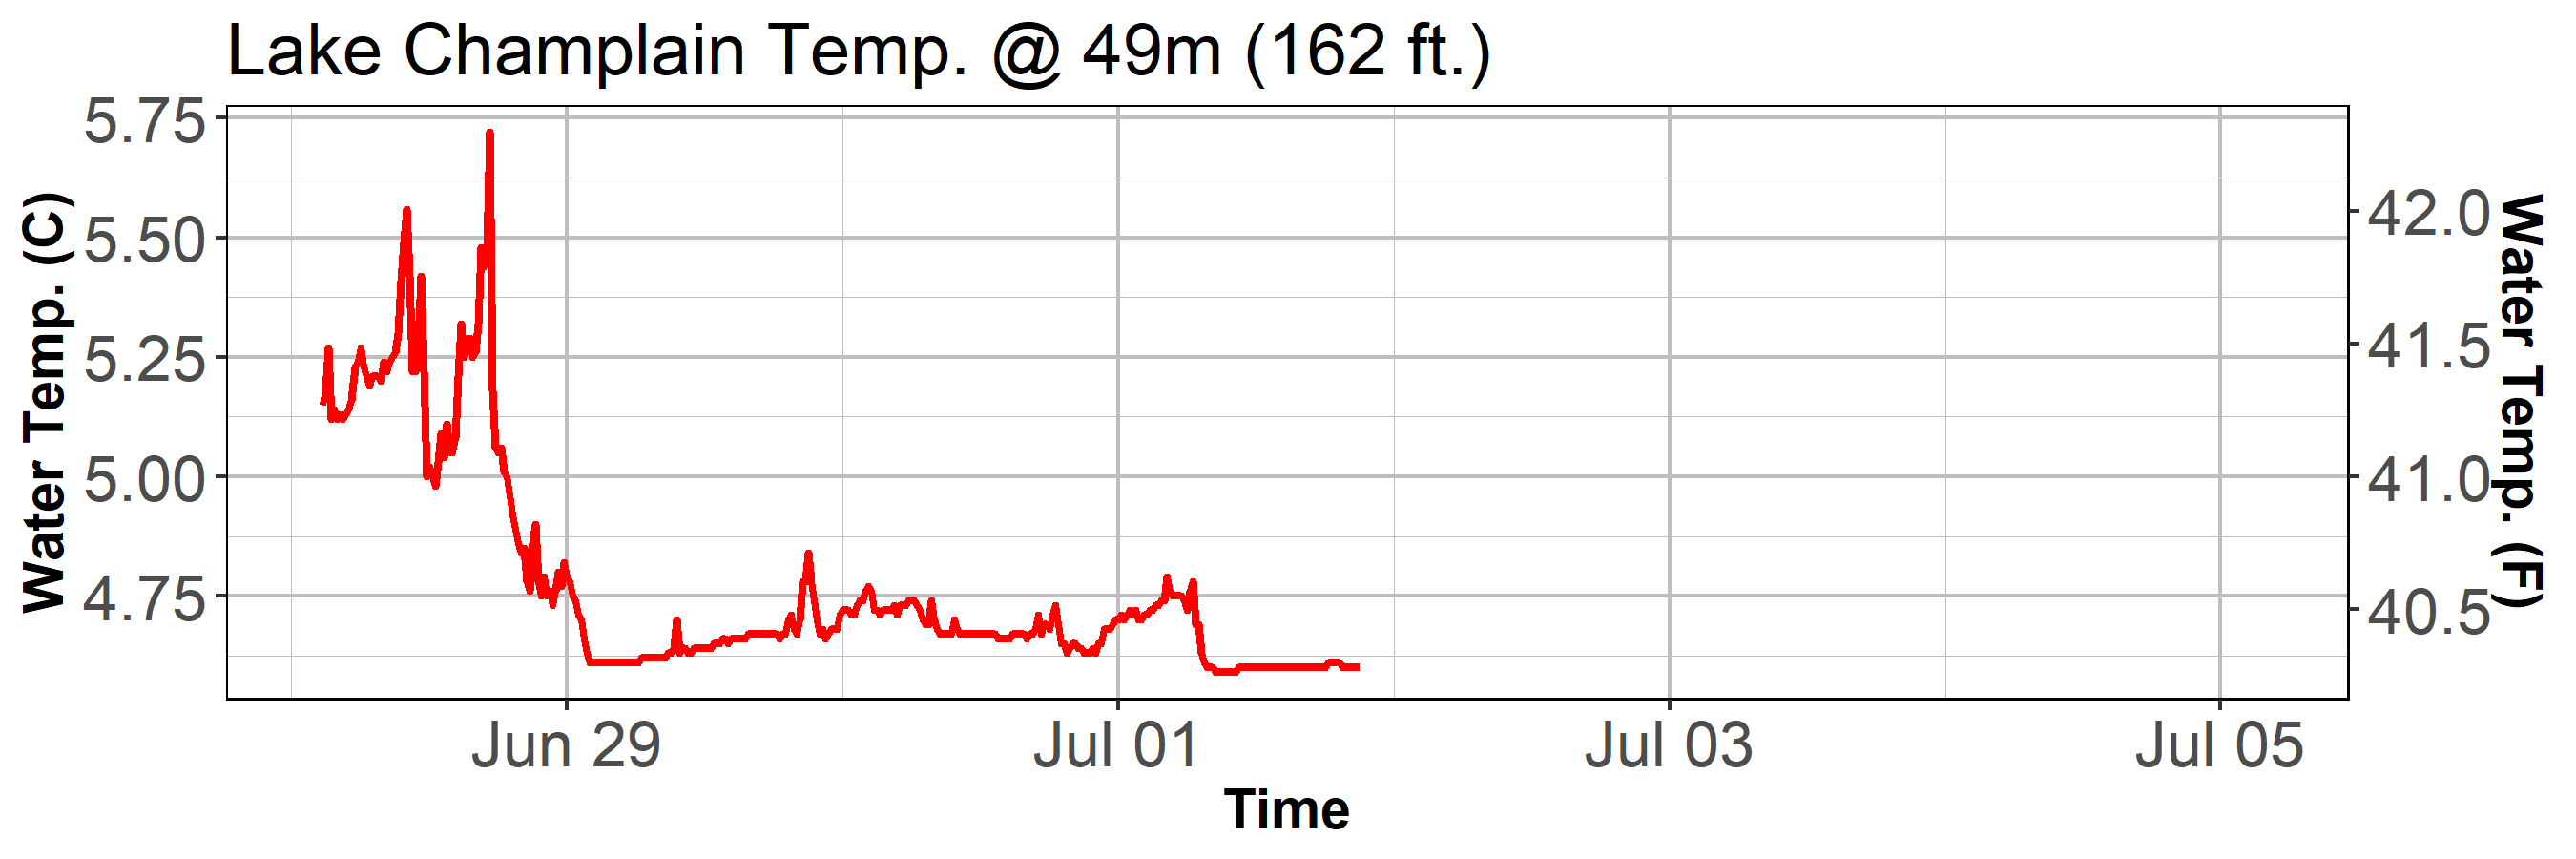 Lake Champlain Temp. @ 49m (162 ft.)
Water Temp. (C)
5.75
5.50
5.25
5.00
4.75
42.0
41.5
41.0
40.5
Water Temp. (F)
Jun 29
Jul 01
Jul 03
Jul 05
Time